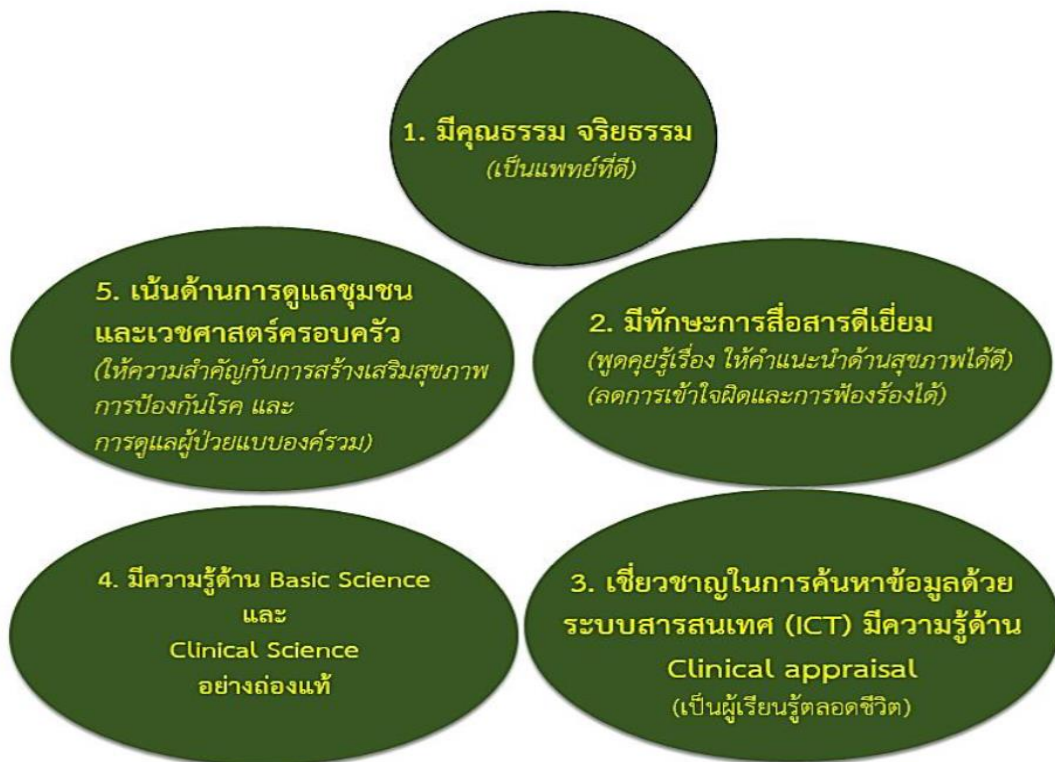 1. มีคุณธรรม จริยธรรม
(เป็นแพทย์ที่ดี)
2. มีทักษะการสื่อสารดีเยี่ยม
(พูดคุยรู้เรื่อง ให้คำแนะนำด้านสุขภาพได้ดี)
(ลดการเข้าใจผิดและการฟ้องร้องได้)
3. เชี่ยวชาญในการค้นหาข้อมูลด้วย
ระบบสารสนเทศ (ICT) มีความรู้ด้าน
Clinical appraisal
(เป็นผู้เรียนรู้ตลอดชีวิต)
4. มีความรู้ด้าน Basic Science
และ
Clinical Science
อย่างถ่องแท้
5. เน้นด้านการดูแลชุมชน
และเวชศาสตร์ครอบครัว
(ให้ความสำคัญกับการสร้างเสริมสุขภาพ
การป้องกันโรค และ
การดูแลผู้ป่วยแบบองค์รวม)